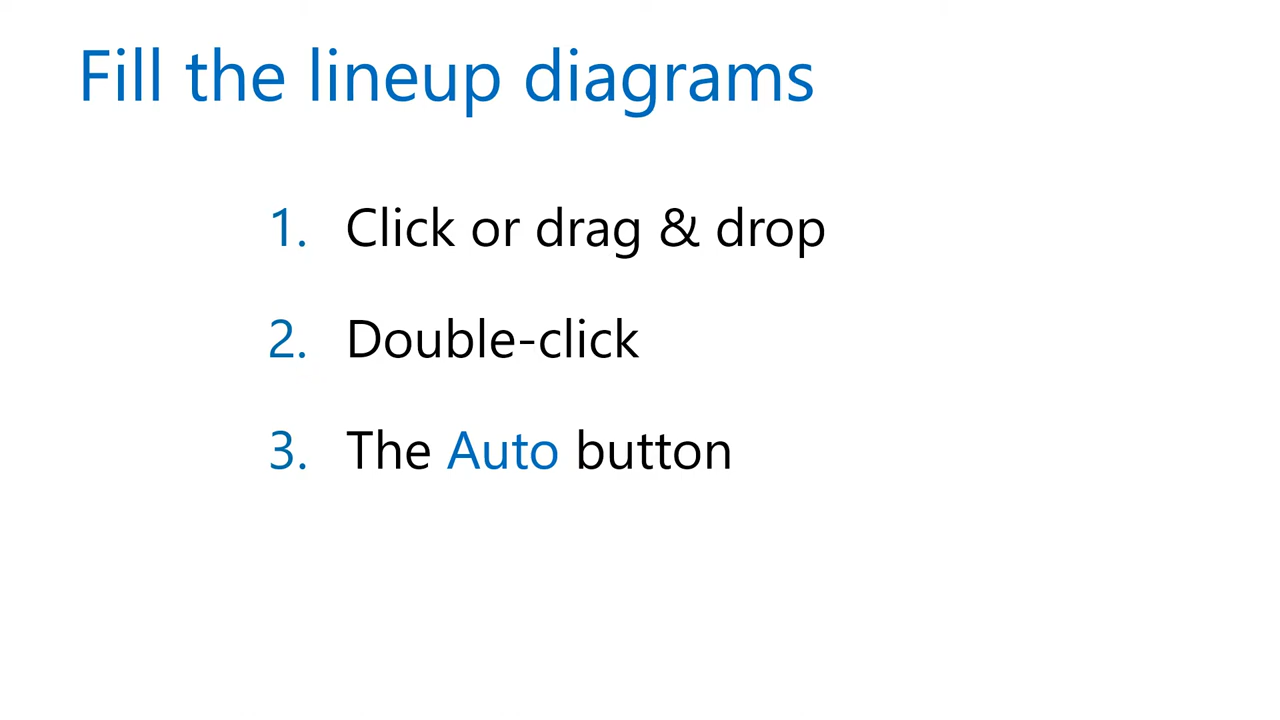 Fill the lineup diagrams
1. Click or drag & drop
2. Double-click
3. The Auto button